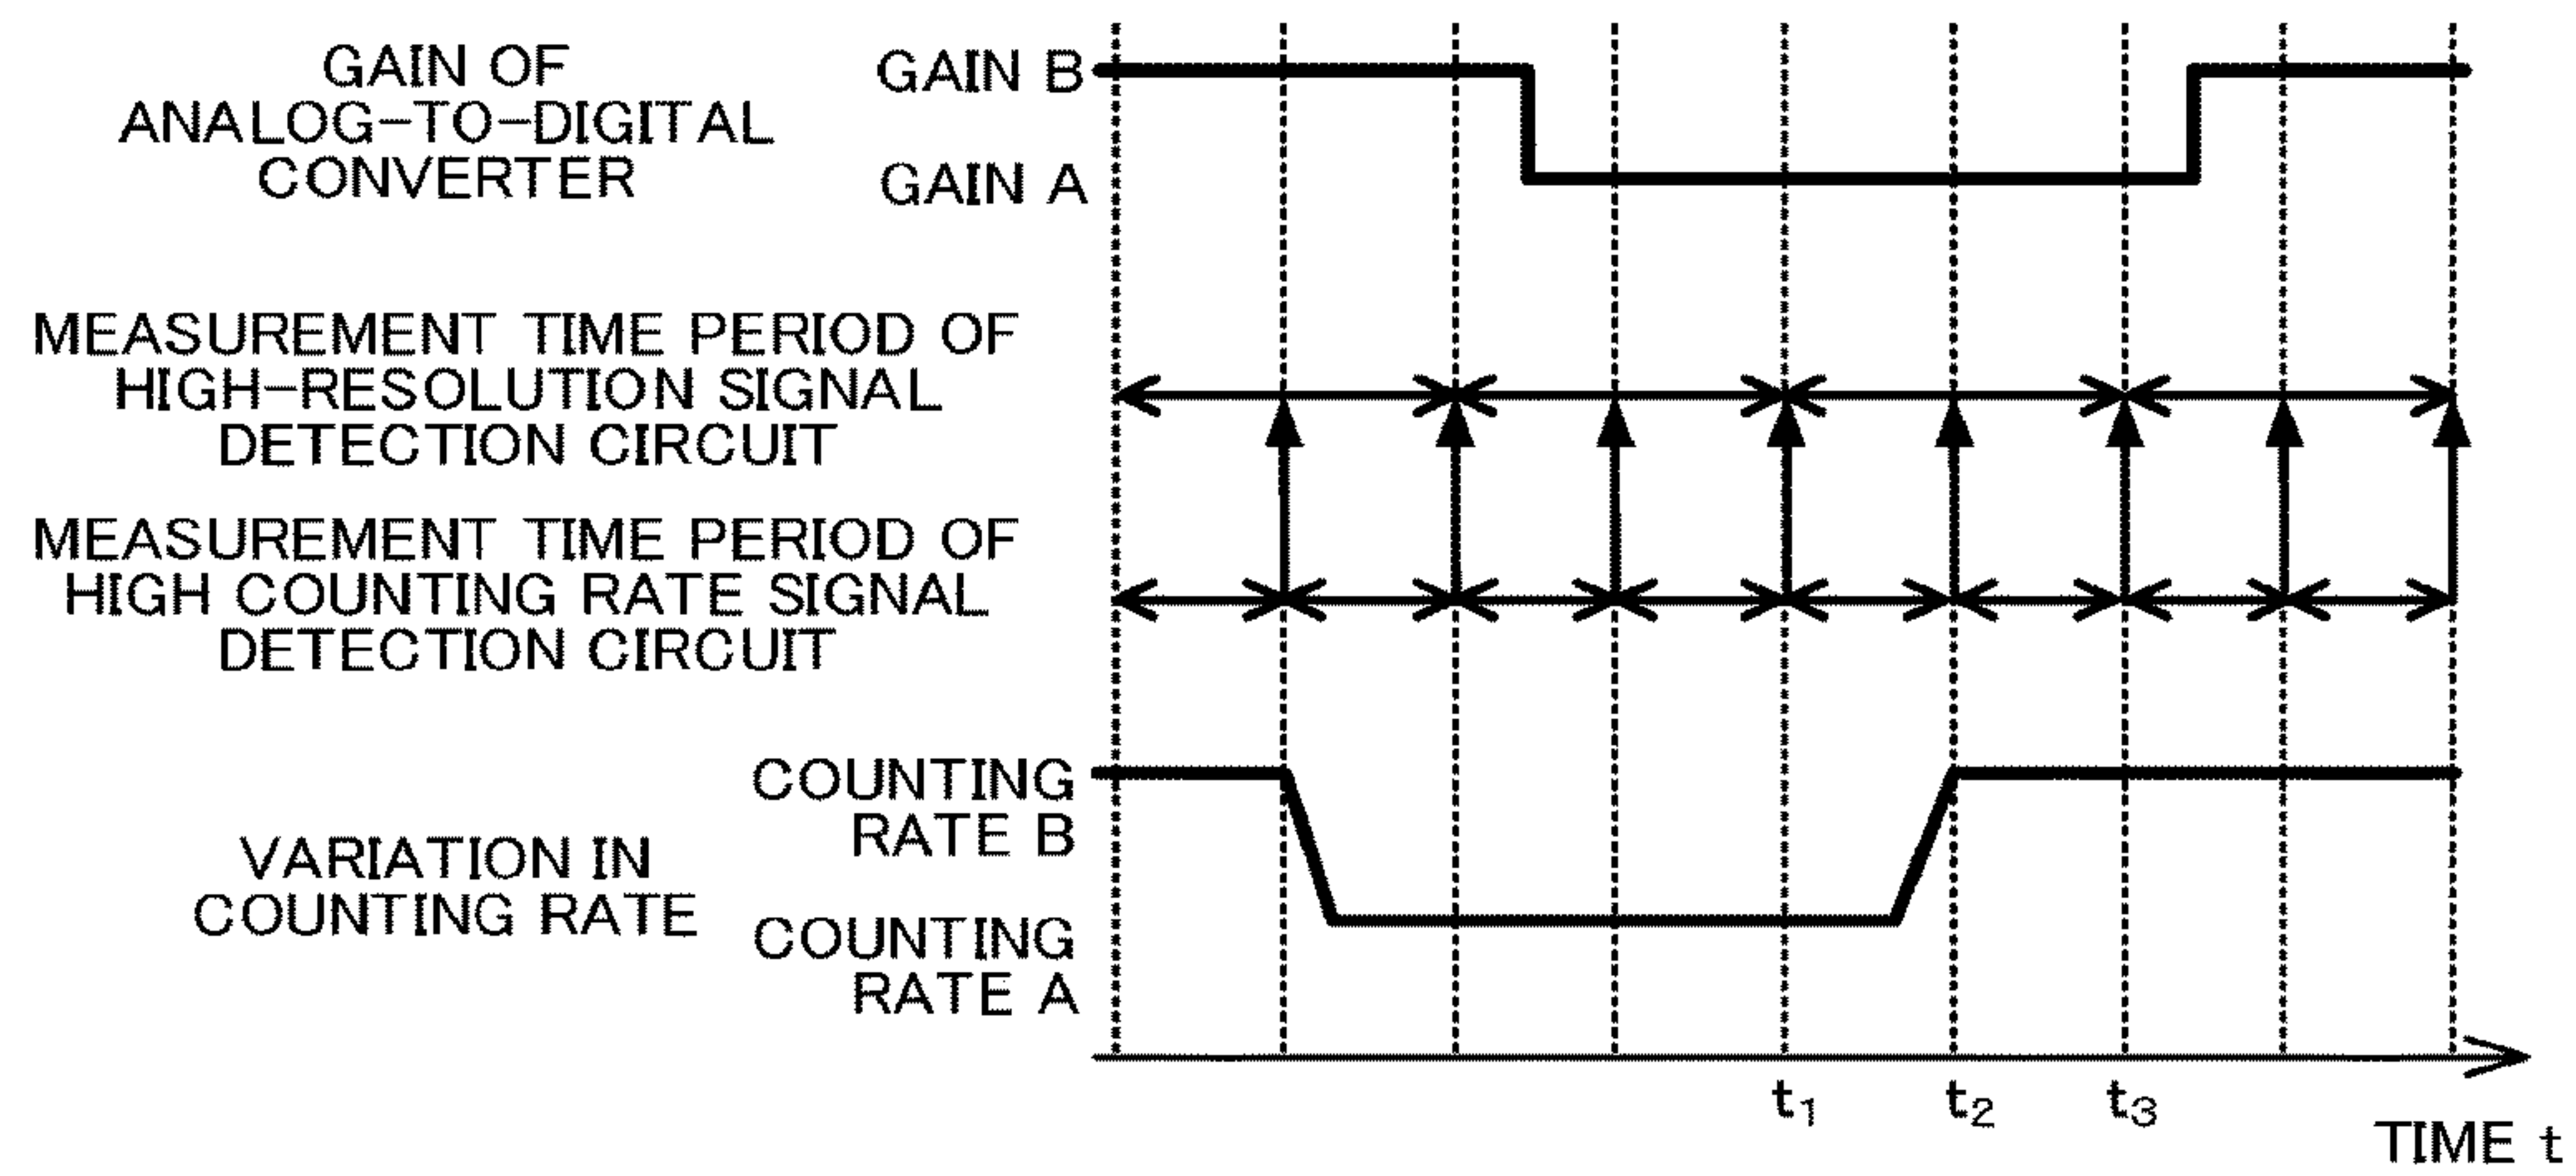 GAIN OF
ANALOG-TO-DIGITAL
CONVERTER
GAIN B
GAIN A
MEASUREMENT TIME PERIOD OF
HIGH-RESOLUTION SIGNAL
DETECTION CIRCUIT
MEASUREMENT TIME PERIOD OF
HIGH COUNTING RATE SIGNAL
DETECTION CIRCUIT
VARIATION IN
COUNTING RATE
COUNTING
RATE B
COUNTING
RATE A
t₁ t₂ t₃
TIME t